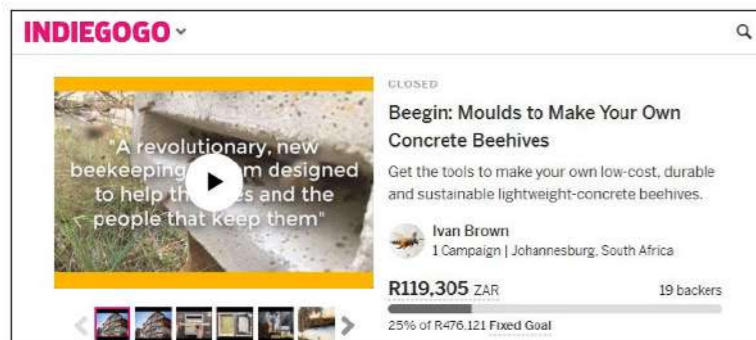 INDIEGOGO
CLOSED
Beegin: Moulds to Make Your Own
Concrete Beehives
Get the tools to make your own low-cost, durable
and sustainable lightweight-concrete beehives.
Ivan Brown
1 Campaign | Johannesburg, South Africa
R119,305 ZAR
19 backers
25% of R476,121 Fixed Goal
"A revolutionary, new
beekeeping m designed
to help th es and the
people that keep them"